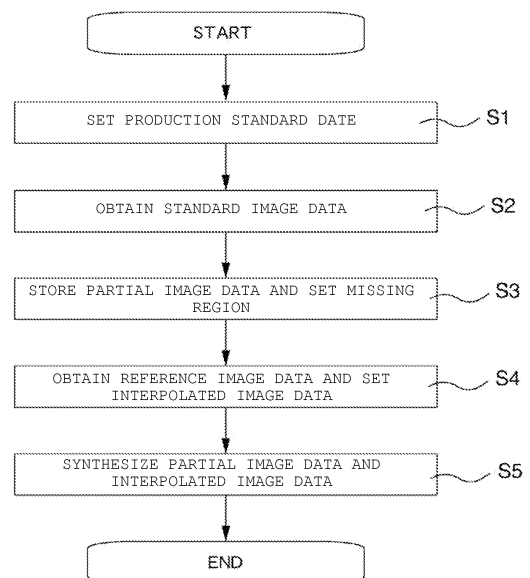 START
SET PRODUCTION STANDARD DATE
S1
OBTAIN STANDARD IMAGE DATA
S2
STORE PARTIAL IMAGE DATA AND SET MISSING
REGION
S3
OBTAIN REFERENCE IMAGE DATA AND SET
INTERPOLATED IMAGE DATA
S4
SYNTHESIZE PARTIAL IMAGE DATA AND
INTERPOLATED IMAGE DATA
S5
END